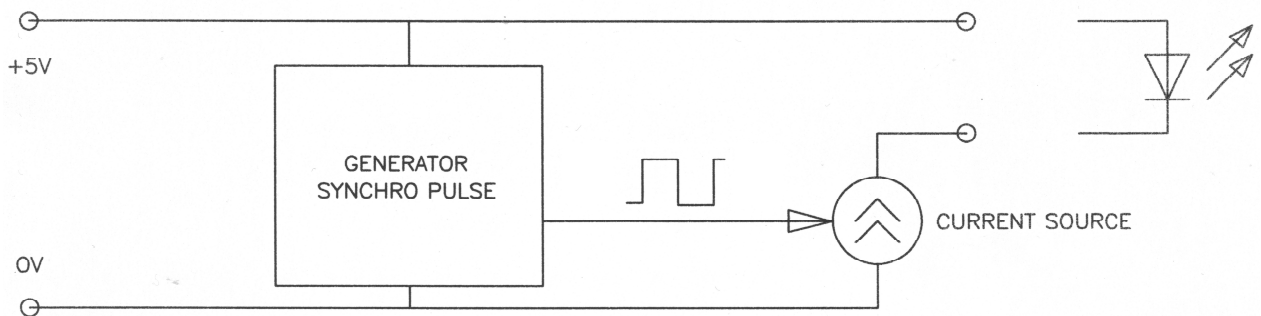 +5V
GENERATOR
SYNCHRO PULSE
CURRENT SOURCE
0V